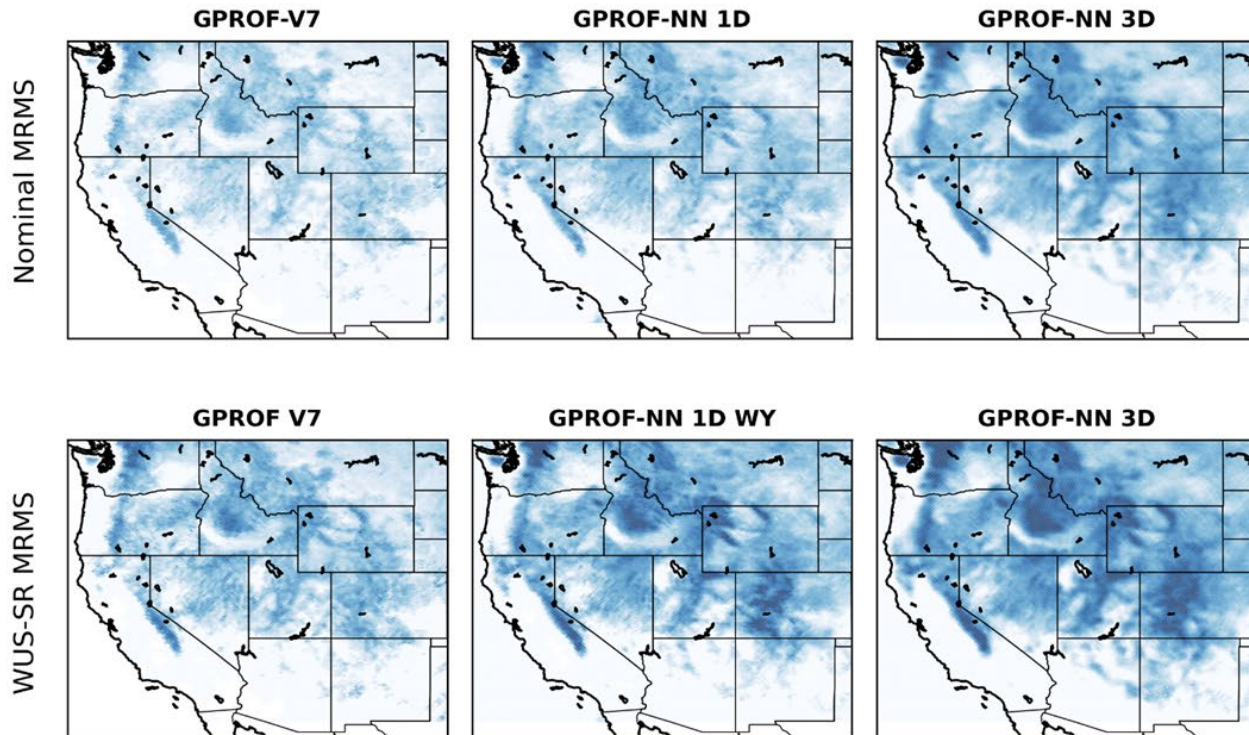 GPROF-V7
GPROF-NN 1D
GPROF-NN 3D
Nominal MRMS
GPROF V7
GPROF-NN 1D WY
GPROF-NN 3D
WUS-SR MRMS